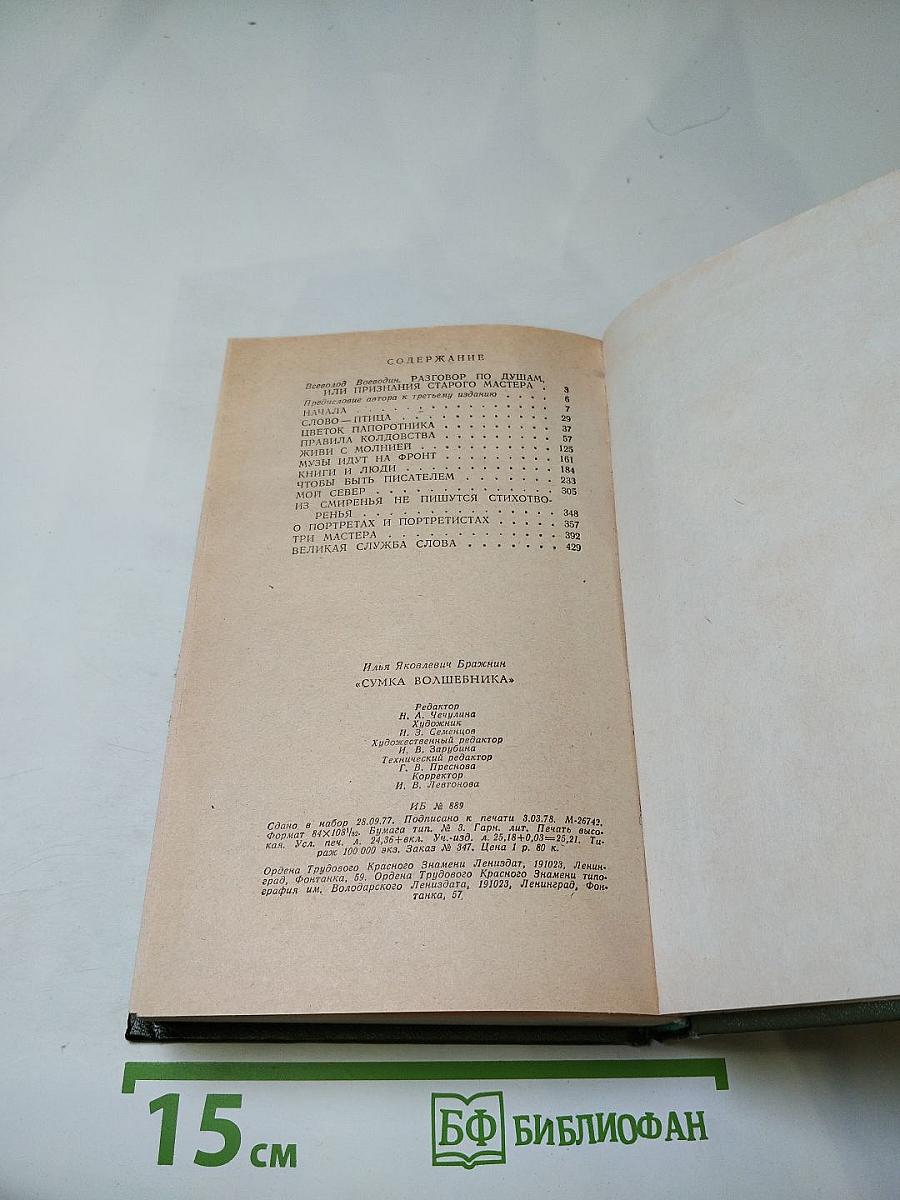 СОДЕРЖАНИЕ
Всеволод Воеводин. РАЗГОВОР ПО ДУШАМ,
ИЛИ ПРИЗНАНИЯ СТАРОГО МАСТЕРА . 3
Предисловие автора к третьему изданию . . . . 6
НАЧАЛА . . . . . . . . . . . . . . 7
СЛОВО—ПТИЦА . . . . . . . . . . . 29
ЦВЕТОК ПАПОРОТНИКА . . . . . . . . 37
ПРАВИЛА КОЛДОВСТВА . . . . . . . . 57
ЖИВИ С МОЛНИЕЙ . . . . . . . . . . 125
МУЗЫ ИДУТ НА ФРОНТ . . . . . . . . 161
КНИГИ И ЛЮДИ . . . . . . . . . . . 184
ЧТОБЫ БЫТЬ ПИСАТЕЛЕМ . . . . . . . 233
МОЙ СЕВЕР . . . . . . . . . . . . . 305
ИЗ СМИРЕНЬЯ НЕ ПИШУТСЯ СТИХОТВО-
РЕНЬЯ . . . . . . . . . . . . . . 348
О ПОРТРЕТАХ И ПОРТРЕТИСТАХ . . . . . 357
ТРИ МАСТЕРА . . . . . . . . . . . . 392
ВЕЛИКАЯ СЛУЖБА СЛОВА . . . . . . . 429
Илья Яковлевич Бражнин
«СУМКА ВОЛШЕБНИКА»
Редактор
Н. А. Чечулина
Художник
И. З. Семенцов
Художественный редактор
И. В. Зарубина
Технический редактор
Г. В. Преснова
Корректор
И. В. Левтонова
ИБ № 889
Сдано в набор 28.09.77. Подписано к печати 3.03.78. М-26742.
Формат 84×108¹/₃₂. Бумага тип. № 3. Гарн. лит. Печать высо-
кая. Усл. печ. л. 24,36+вкл. Уч.-изд. л. 25,18+0,03=25,21. Ти-
раж 100 000 экз. Заказ № 347. Цена 1 р. 80 к.
Ордена Трудового Красного Знамени Лениздат, 191023, Ленин-
град, Фонтанка, 59. Ордена Трудового Красного Знамени типо-
графия им. Володарского Лениздата, 191023, Ленинград, Фон-
танка, 57.
15 см
БФ БИБЛИОФАН